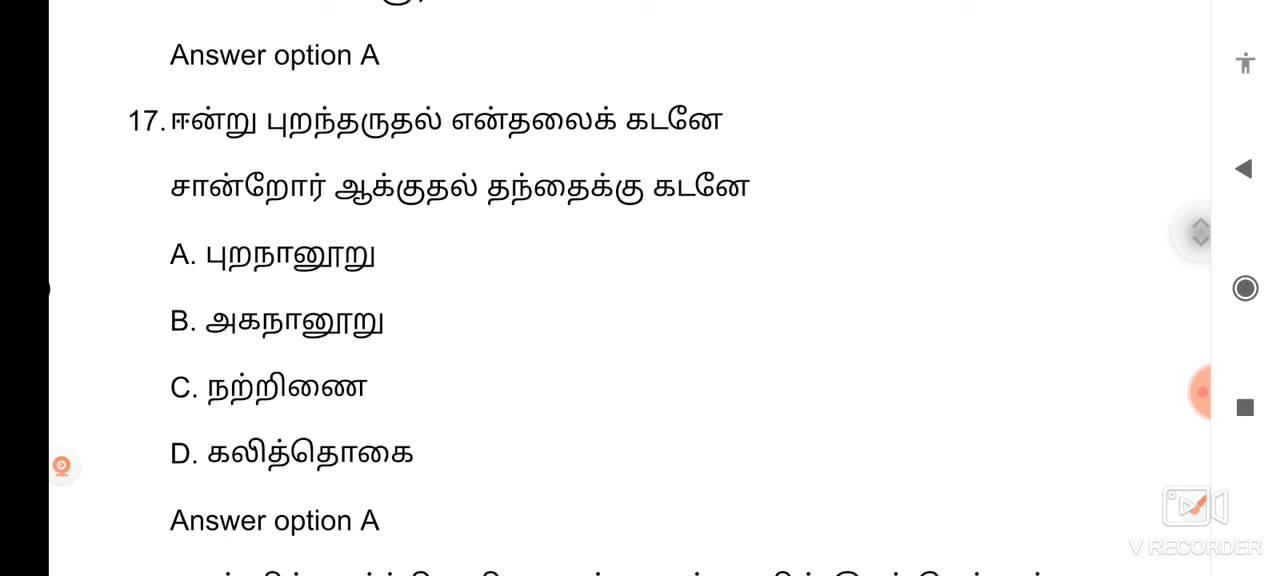 Answer option A
17. ஈன்று புறந்தருதல் என்தலைக் கடனே
சான்றோர் ஆக்குதல் தந்தைக்கு கடனே
A. புறநானூறு
B. அகநானூறு
C. நற்றிணை
D. கலித்தொகை
Answer option A
V RECORDER